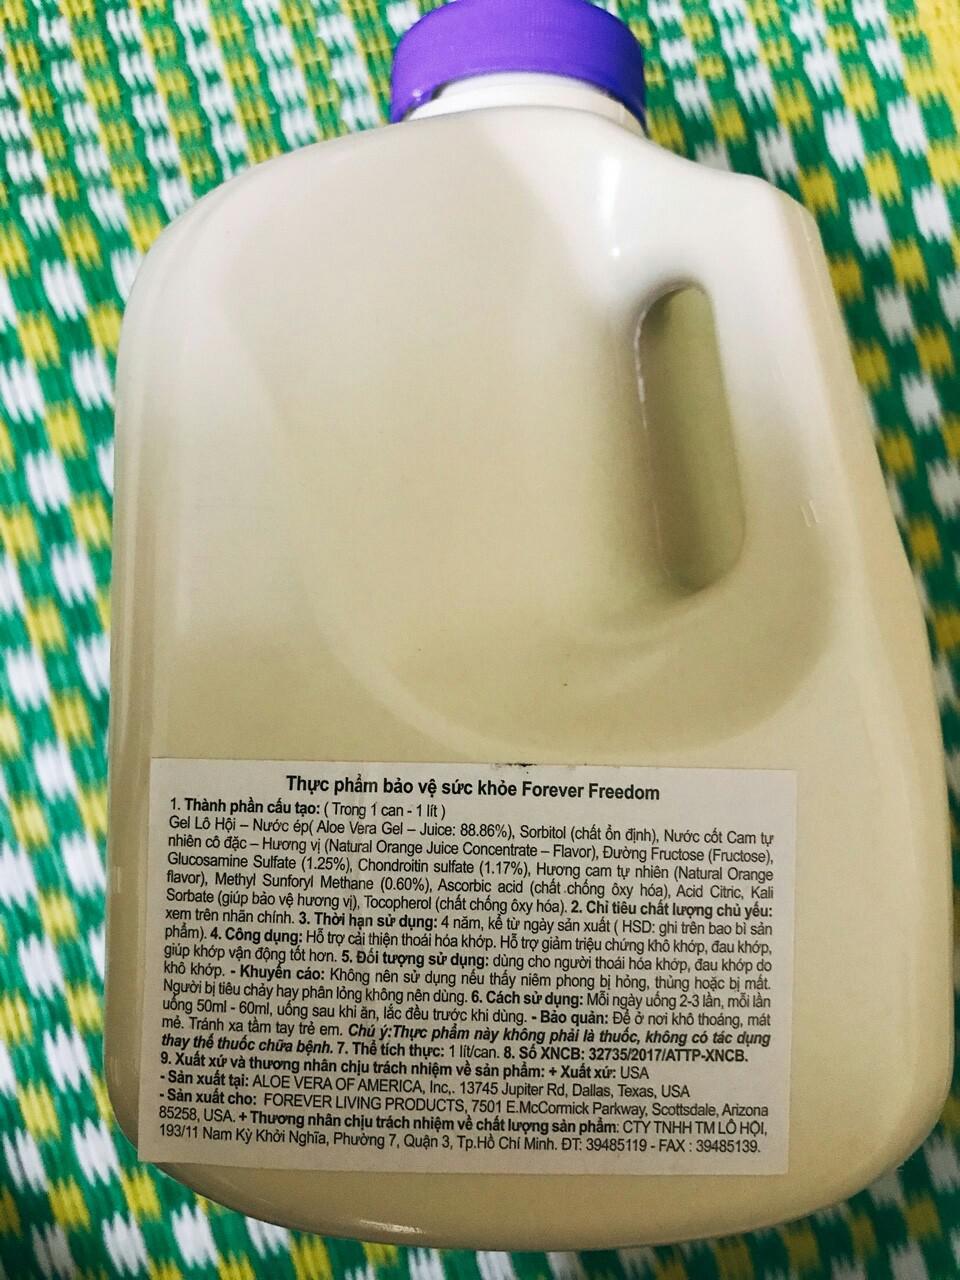 Thực phẩm bảo vệ sức khỏe Forever Freedom
1. Thành phần cấu tạo: ( Trong 1 can - 1 lít )
Gel Lô Hội – Nước ép( Aloe Vera Gel – Juice: 88.86%), Sorbitol (chất ổn định), Nước cốt Cam tự
nhiên cô đặc – Hương vị (Natural Orange Juice Concentrate – Flavor), Đường Fructose (Fructose),
Glucosamine Sulfate (1.25%), Chondroitin sulfate (1.17%), Hương cam tự nhiên (Natural Orange
flavor), Methyl Sunforyl Methane (0.60%), Ascorbic acid (chất chống ôxy hóa), Acid Citric, Kali
Sorbate (giúp bảo vệ hương vị), Tocopherol (chất chống ôxy hóa). 2. Chỉ tiêu chất lượng chủ yếu:
xem trên nhãn chính. 3. Thời hạn sử dụng: 4 năm, kể từ ngày sản xuất ( HSD: ghi trên bao bì sản
phẩm). 4. Công dụng: Hỗ trợ cải thiện thoái hóa khớp. Hỗ trợ giảm triệu chứng khô khớp, đau khớp,
giúp khớp vận động tốt hơn. 5. Đối tượng sử dụng: dùng cho người thoái hóa khớp, đau khớp do
khô khớp. - Khuyến cáo: Không nên sử dụng nếu thấy niêm phong bị hỏng, thủng hoặc bị mất.
Người bị tiêu chảy hay phân lỏng không nên dùng. 6. Cách sử dụng: Mỗi ngày uống 2-3 lần, mỗi lần
uống 50ml - 60ml, uống sau khi ăn, lắc đều trước khi dùng. - Bảo quản: Để ở nơi khô thoáng, mát
mẻ. Tránh xa tầm tay trẻ em. Chú ý:Thực phẩm này không phải là thuốc, không có tác dụng
thay thế thuốc chữa bệnh. 7. Thể tích thực: 1 lít/can. 8. Số XNCB: 32735/2017/ATTP-XNCB.
9. Xuất xứ và thương nhân chịu trách nhiệm về sản phẩm: + Xuất xứ: USA
- Sản xuất tại: ALOE VERA OF AMERICA, Inc,. 13745 Jupiter Rd, Dallas, Texas, USA
- Sản xuất cho: FOREVER LIVING PRODUCTS, 7501 E.McCormick Parkway, Scottsdale, Arizona
85258, USA. + Thương nhân chịu trách nhiệm về chất lượng sản phẩm: CTY TNHH TM LÔ HỘI,
193/11 Nam Kỳ Khởi Nghĩa, Phường 7, Quận 3, Tp.Hồ Chí Minh. ĐT: 39485119 - FAX : 39485139.